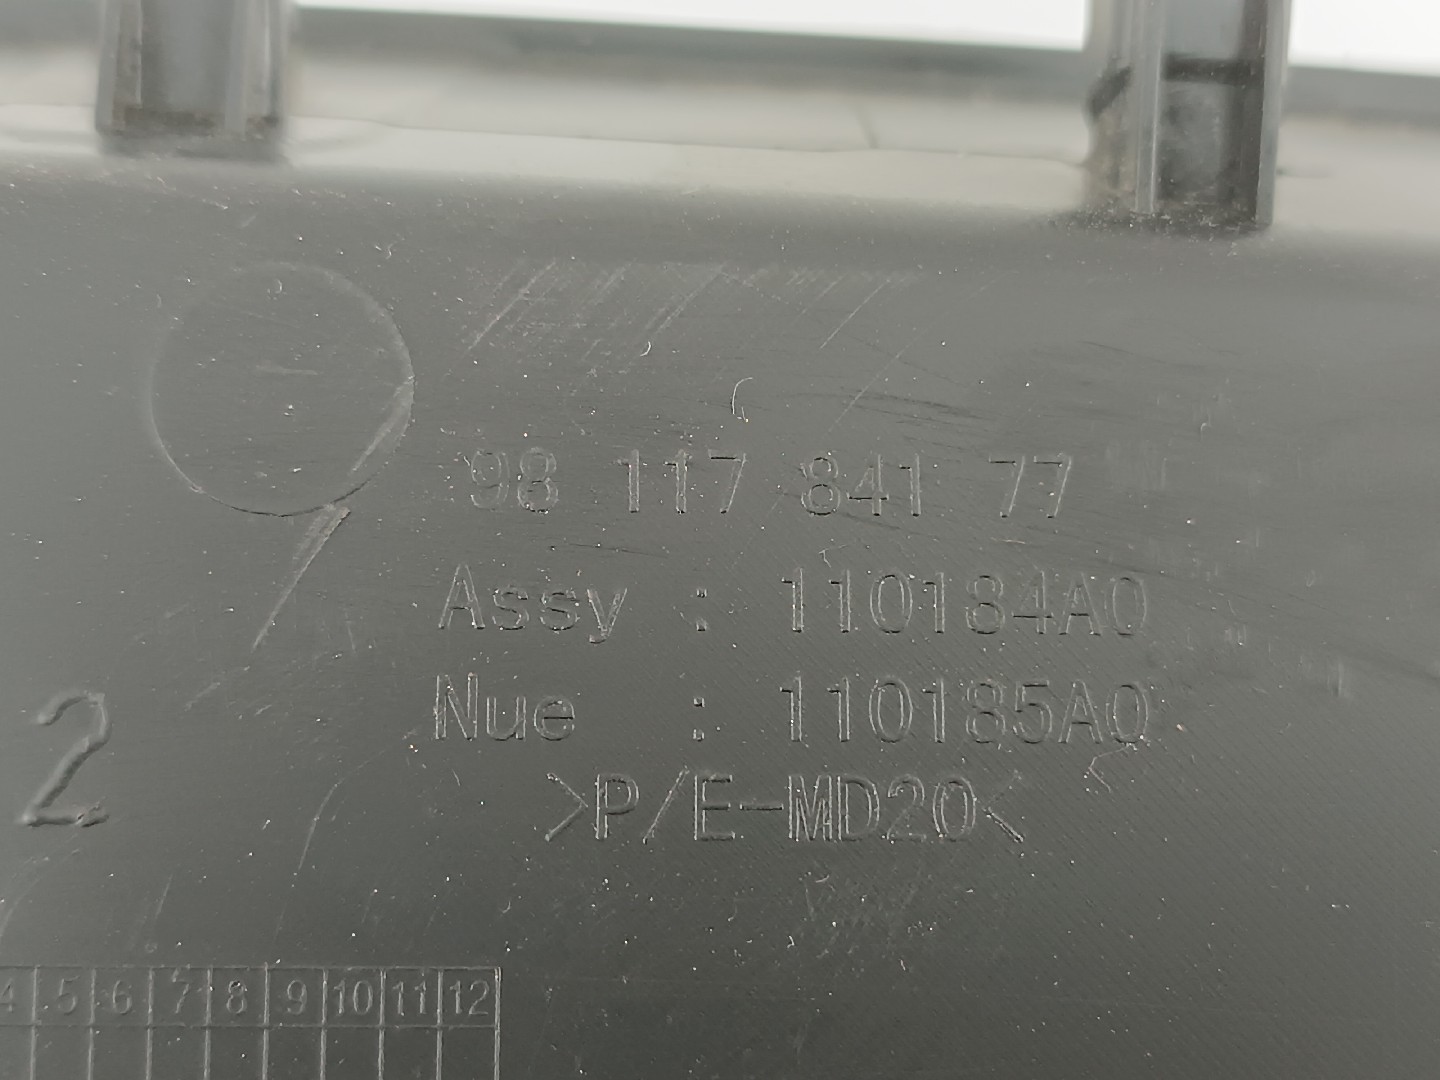 98 117 841 77
Assy : 110184A0
Nue : 110185A0
>P/E-MD20<
2
4 5 6 7 8 9 10 11 12